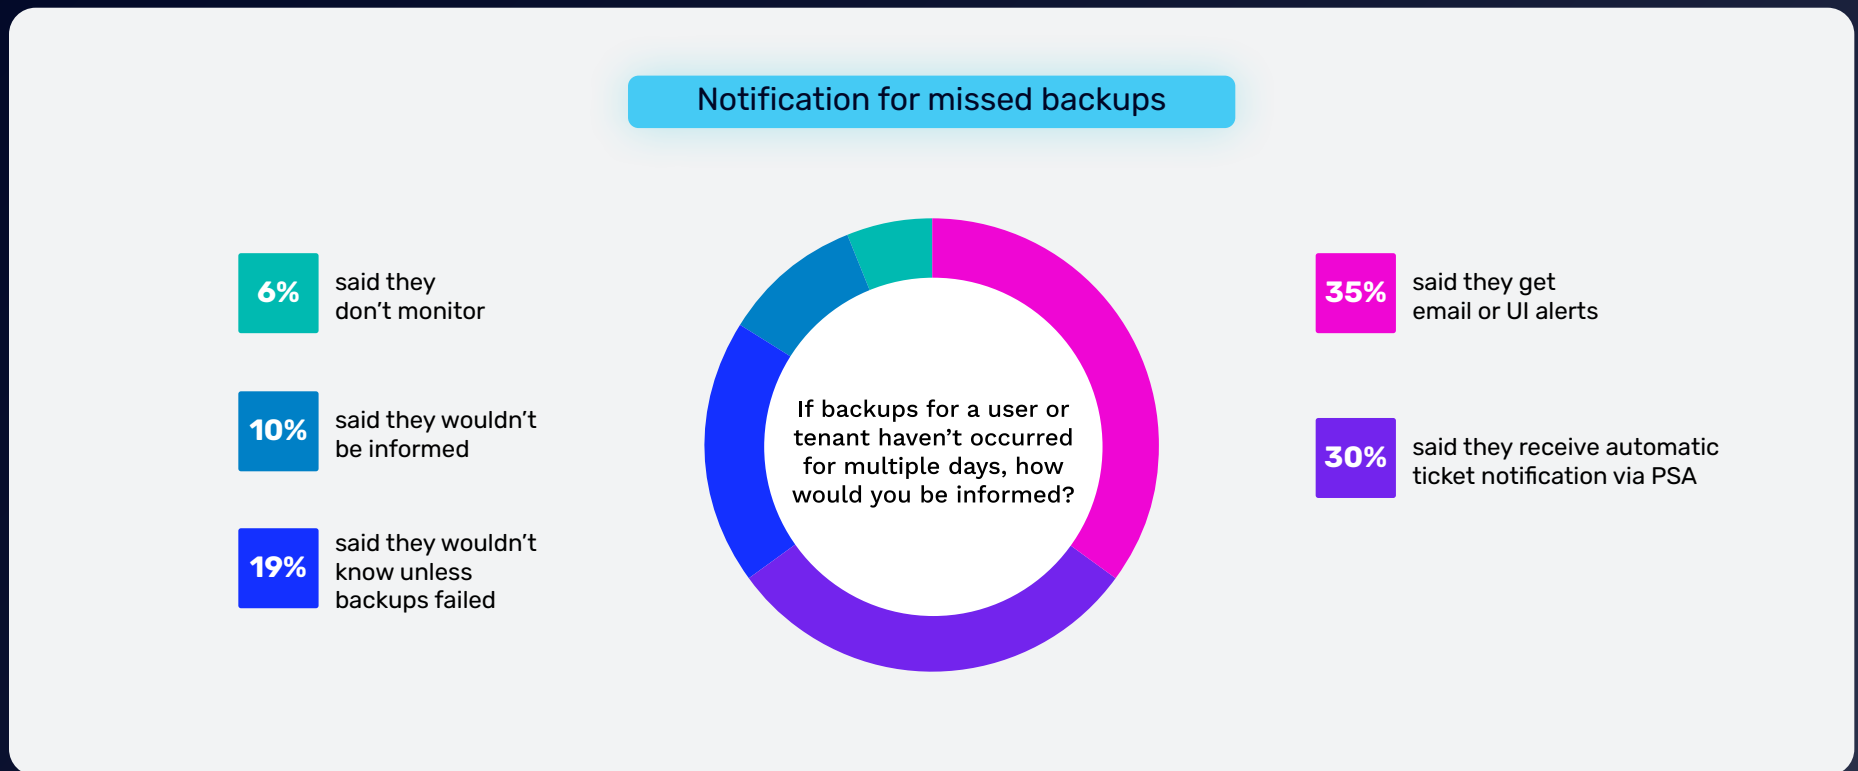 Notification for missed backups
6%
said they
don’t monitor
10%
said they wouldn’t
be informed
19%
said they wouldn’t
know unless
backups failed
If backups for a user or
tenant haven’t occurred
for multiple days, how
would you be informed?
35%
said they get
email or UI alerts
30%
said they receive automatic
ticket notification via PSA